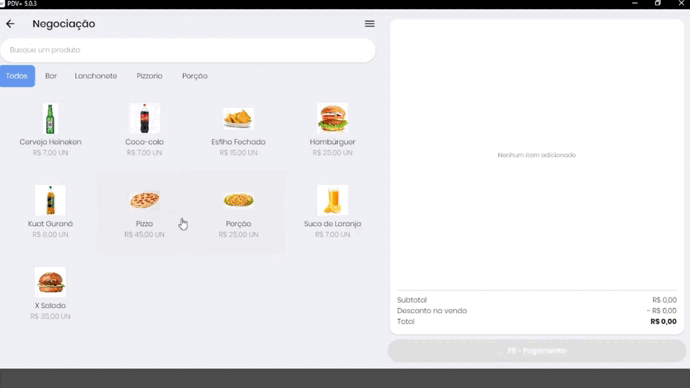 PDV+ 5.0.3
Negociação
Busque um produto
Todos Bar Lanchonete Pizzaria Porção
Cerveja Heineken Coca-cola Esfiha Fechada Hambúrguer
R$ 7,00 UN R$ 7,00 UN R$ 15,00 UN R$ 25,00 UN
Kuat Guraná Pizza Porção Suco de Laranja
R$ 8,00 UN R$ 45,00 UN R$ 25,00 UN R$ 7,00 UN
X Salada
R$ 35,00 UN
Nenhum item adicionado
Subtotal R$ 0,00
Desconto na venda - R$ 0,00
Total R$ 0,00
F9 - Pagamento